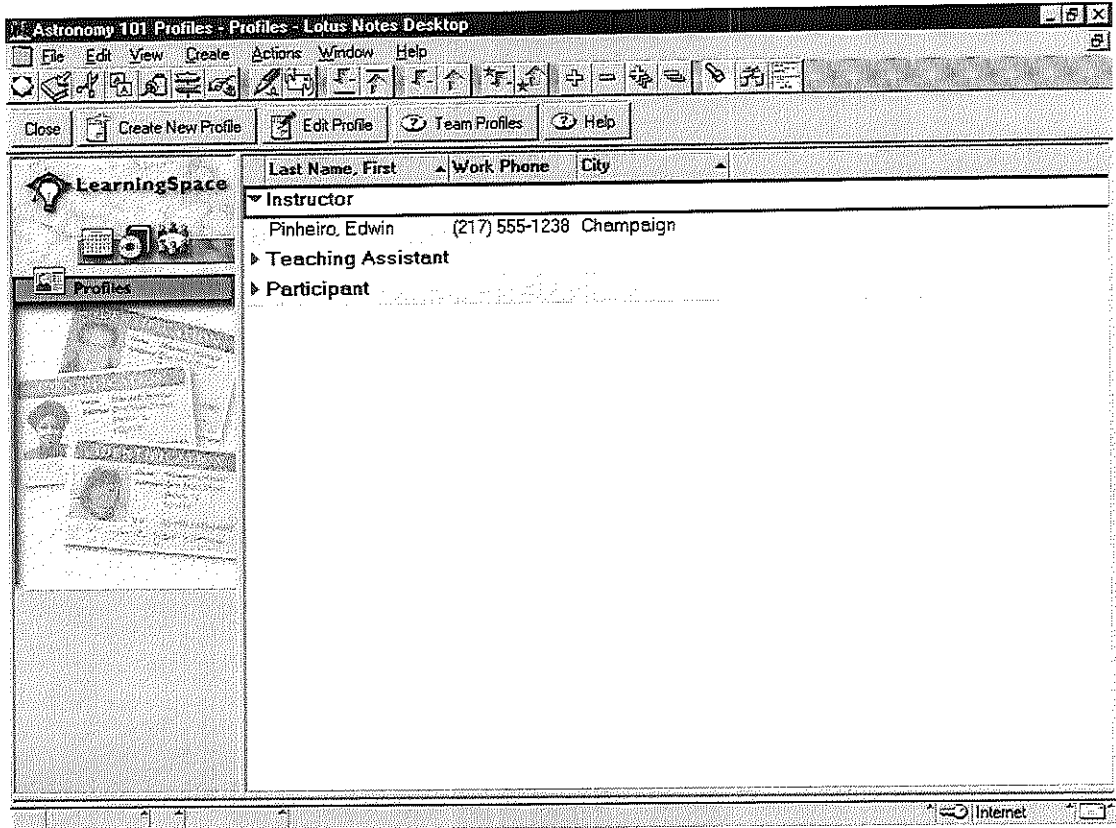 Astronomy 101 Profiles - Profiles - Lotus Notes Desktop
File Edit View Create Actions Window Help
Close Create New Profile Edit Profile Team Profiles Help
LearningSpace
Last Name, First Work Phone City
Instructor
Pinheiro, Edwin (217) 555-1238 Champaign
Teaching Assistant
Participant
Profiles
Internet